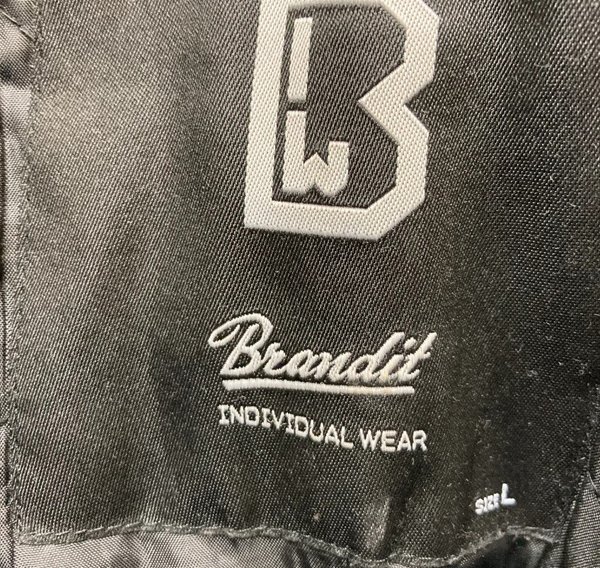 B
I
W
Brandit
INDIVIDUAL WEAR
SIZE L